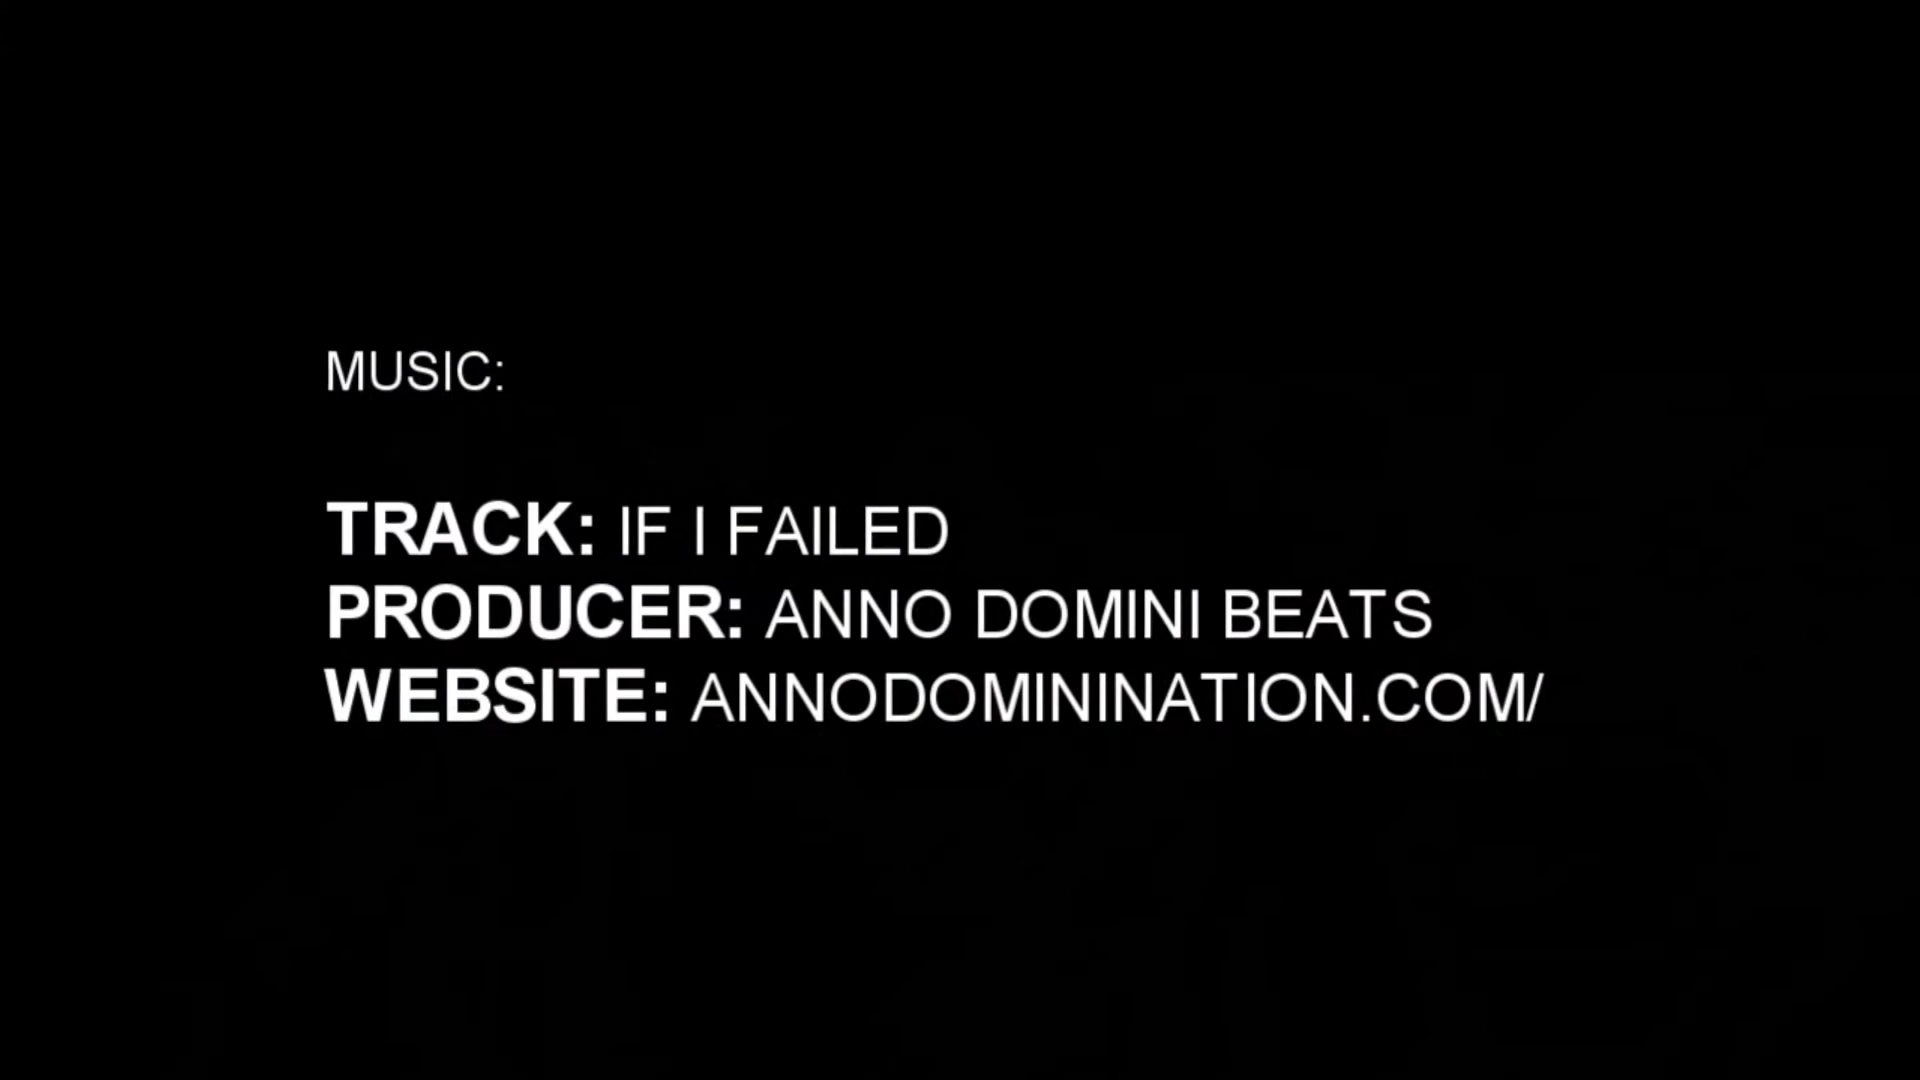 MUSIC:
TRACK: IF I FAILED
PRODUCER: ANNO DOMINI BEATS
WEBSITE: ANNODOMININATION.COM/